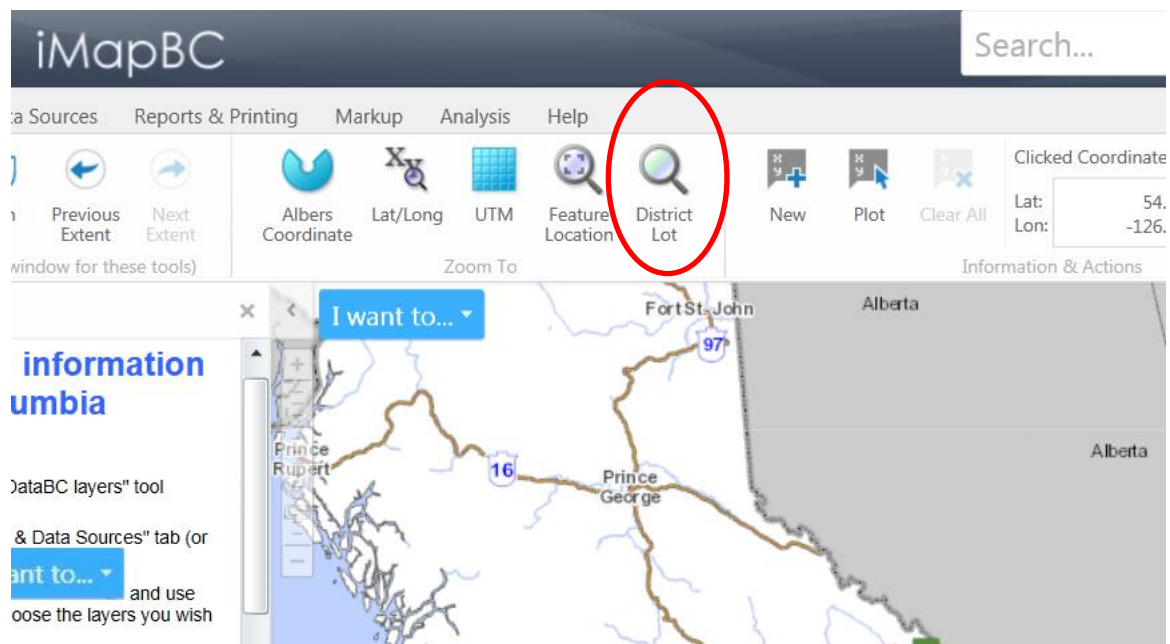 iMapBC
Search...
ta Sources Reports & Printing Markup Analysis Help
Previous Extent
Next Extent
Albers Coordinate
Lat/Long
UTM
Feature Location
District Lot
New
Plot
Clear All
Clicked Coordinate
Lat: 54.
Lon: -126.
window for these tools)
Zoom To
Information & Actions
I want to...
information
umbia
DataBC layers" tool
& Data Sources" tab (or
ant to...
and use
oose the layers you wish
Fort St. John
Alberta
97
Prince
Rupert
16
Prince
George
Alberta